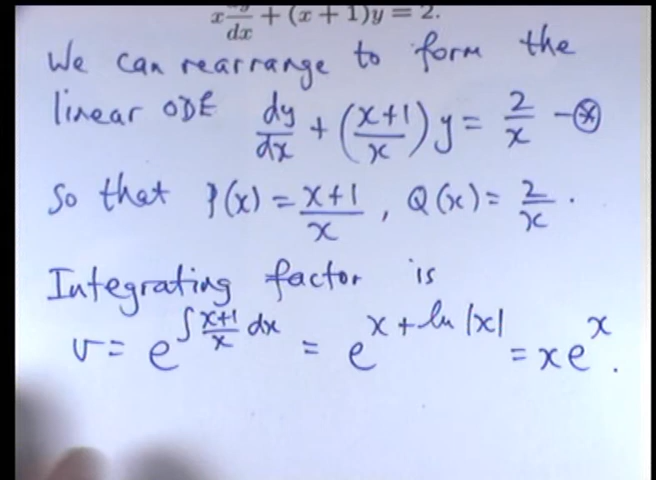 x dy/dx + (x + 1)y = 2.
We can rearrange to form the
linear ODE dy/dx + (x+1/x) y = 2/x -⊛
So that P(x) = x+1/x , Q(x) = 2/x .
Integrating factor is
v = e^{∫ x+1/x dx} = e^{x + ln|x|} = xe^x .